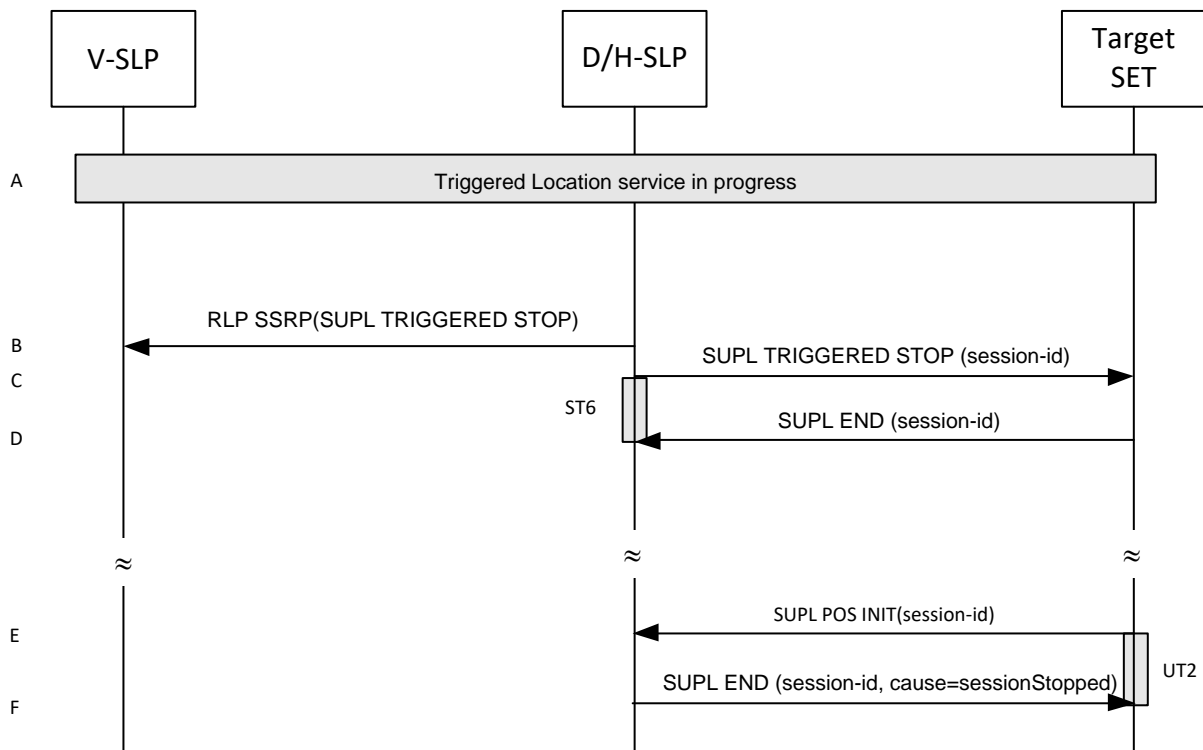 V-SLP
D/H-SLP
Target
SET
A
Triggered Location service in progress
RLP SSRP(SUPL TRIGGERED STOP)
B
SUPL TRIGGERED STOP (session-id)
C
ST6
SUPL END (session-id)
D
≈ ≈ ≈
SUPL POS INIT(session-id)
E
UT2
SUPL END (session-id, cause=sessionStopped)
F